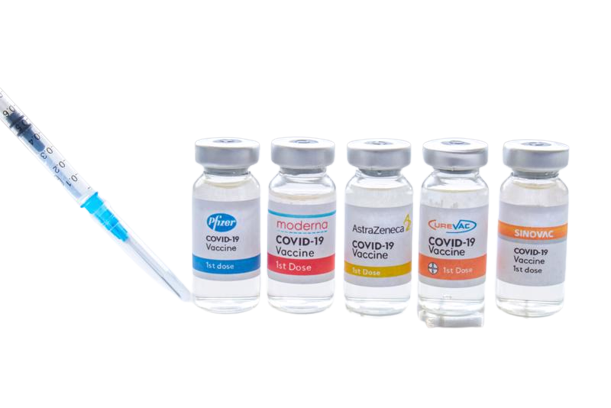 Pfizer
COVID-19
Vaccine
1st dose
moderna
COVID-19
Vaccine
1st Dose
AstraZeneca
COVID-19
Vaccine
1st Dose
CUREVAC
COVID-19
Vaccine
1st Dose
SINOVAC
COVID-19
Vaccine
1st dose